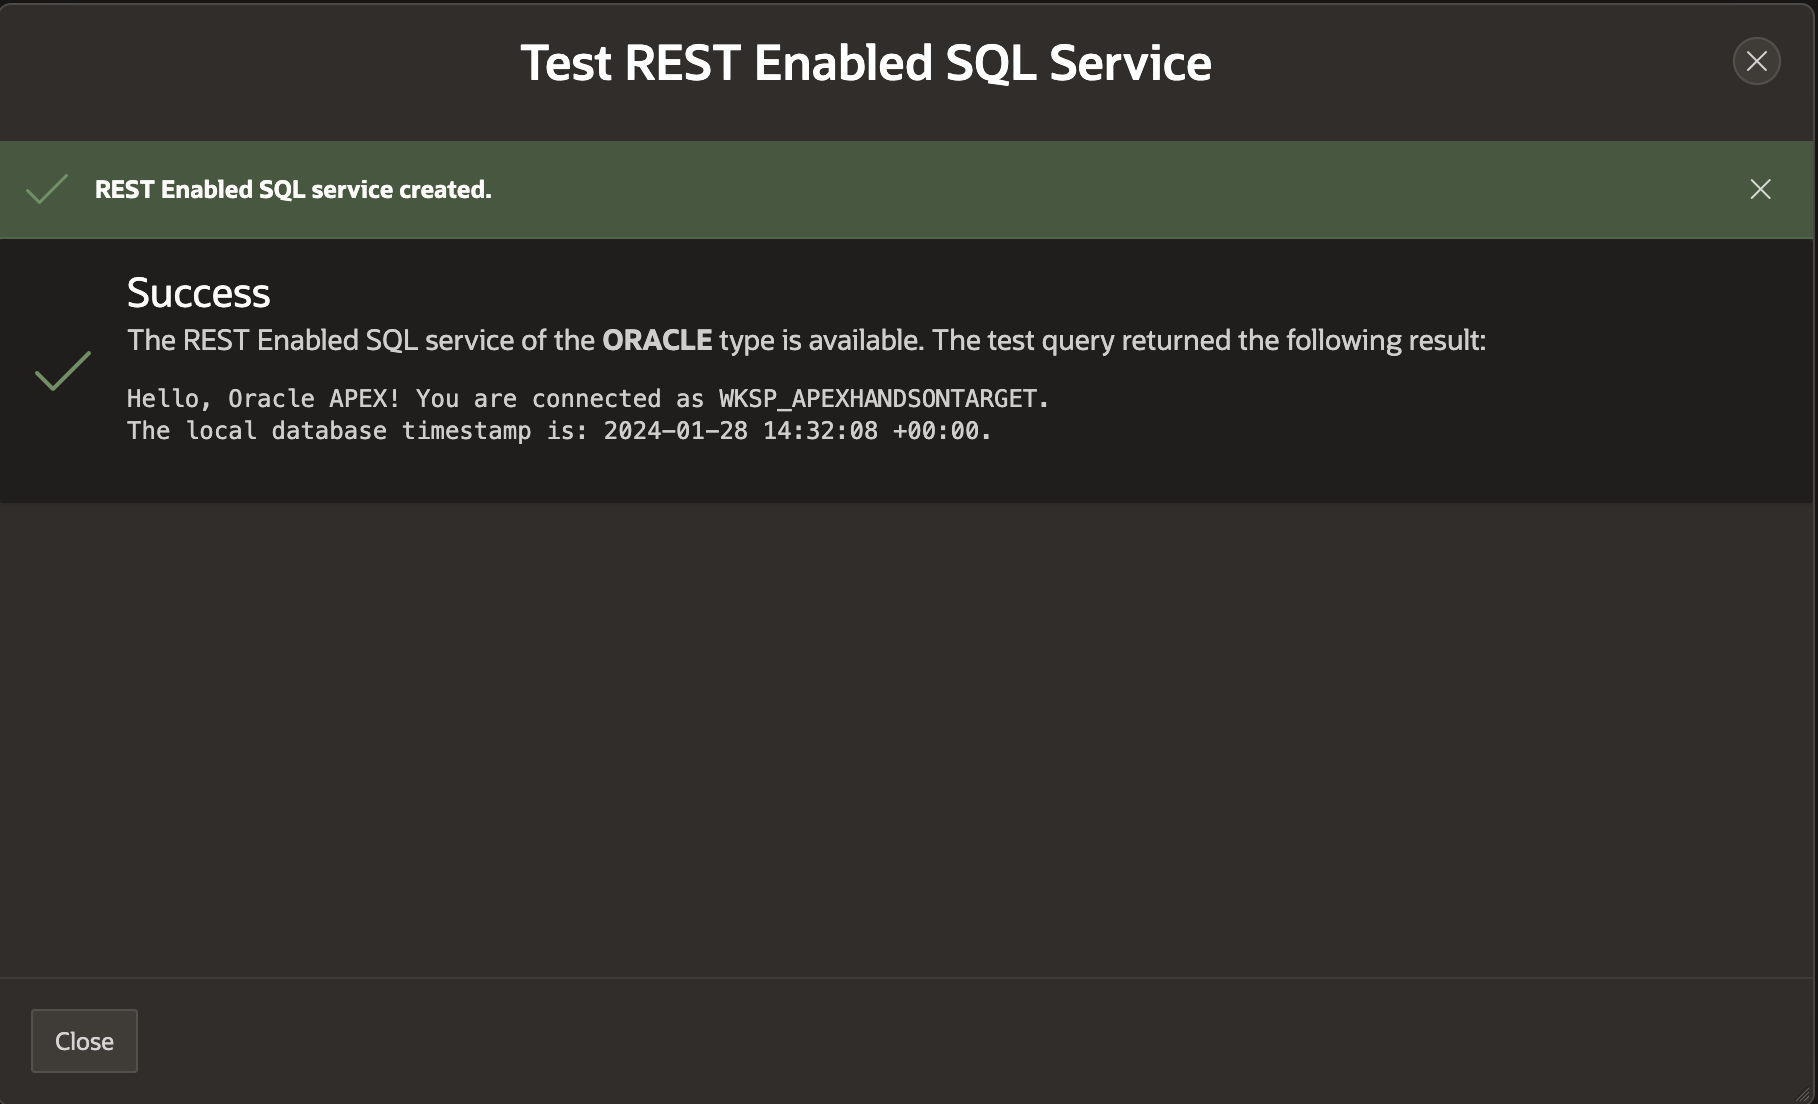 Test REST Enabled SQL Service
REST Enabled SQL service created.
Success
The REST Enabled SQL service of the ORACLE type is available. The test query returned the following result:
Hello, Oracle APEX! You are connected as WKSP_APEXHANDSONTARGET.
The local database timestamp is: 2024-01-28 14:32:08 +00:00.
Close